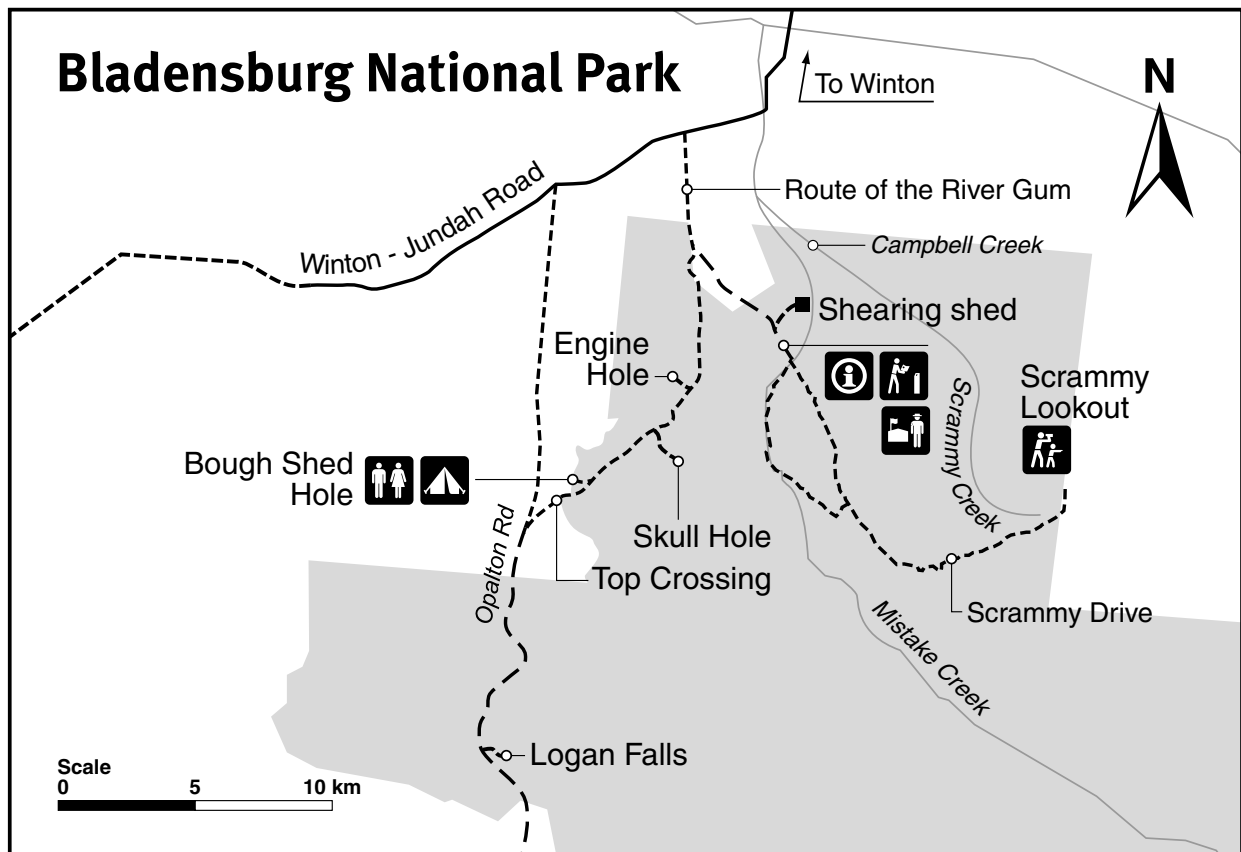 Bladensburg National Park
To Winton
N
Winton - Jundah Road
Route of the River Gum
Campbell Creek
Shearing shed
Engine
Hole
Scrammy
Lookout
Scrammy Creek
Bough Shed
Hole
Skull Hole
Opalton Rd
Top Crossing
Scrammy Drive
Mistake Creek
Logan Falls
Scale
0 5 10 km